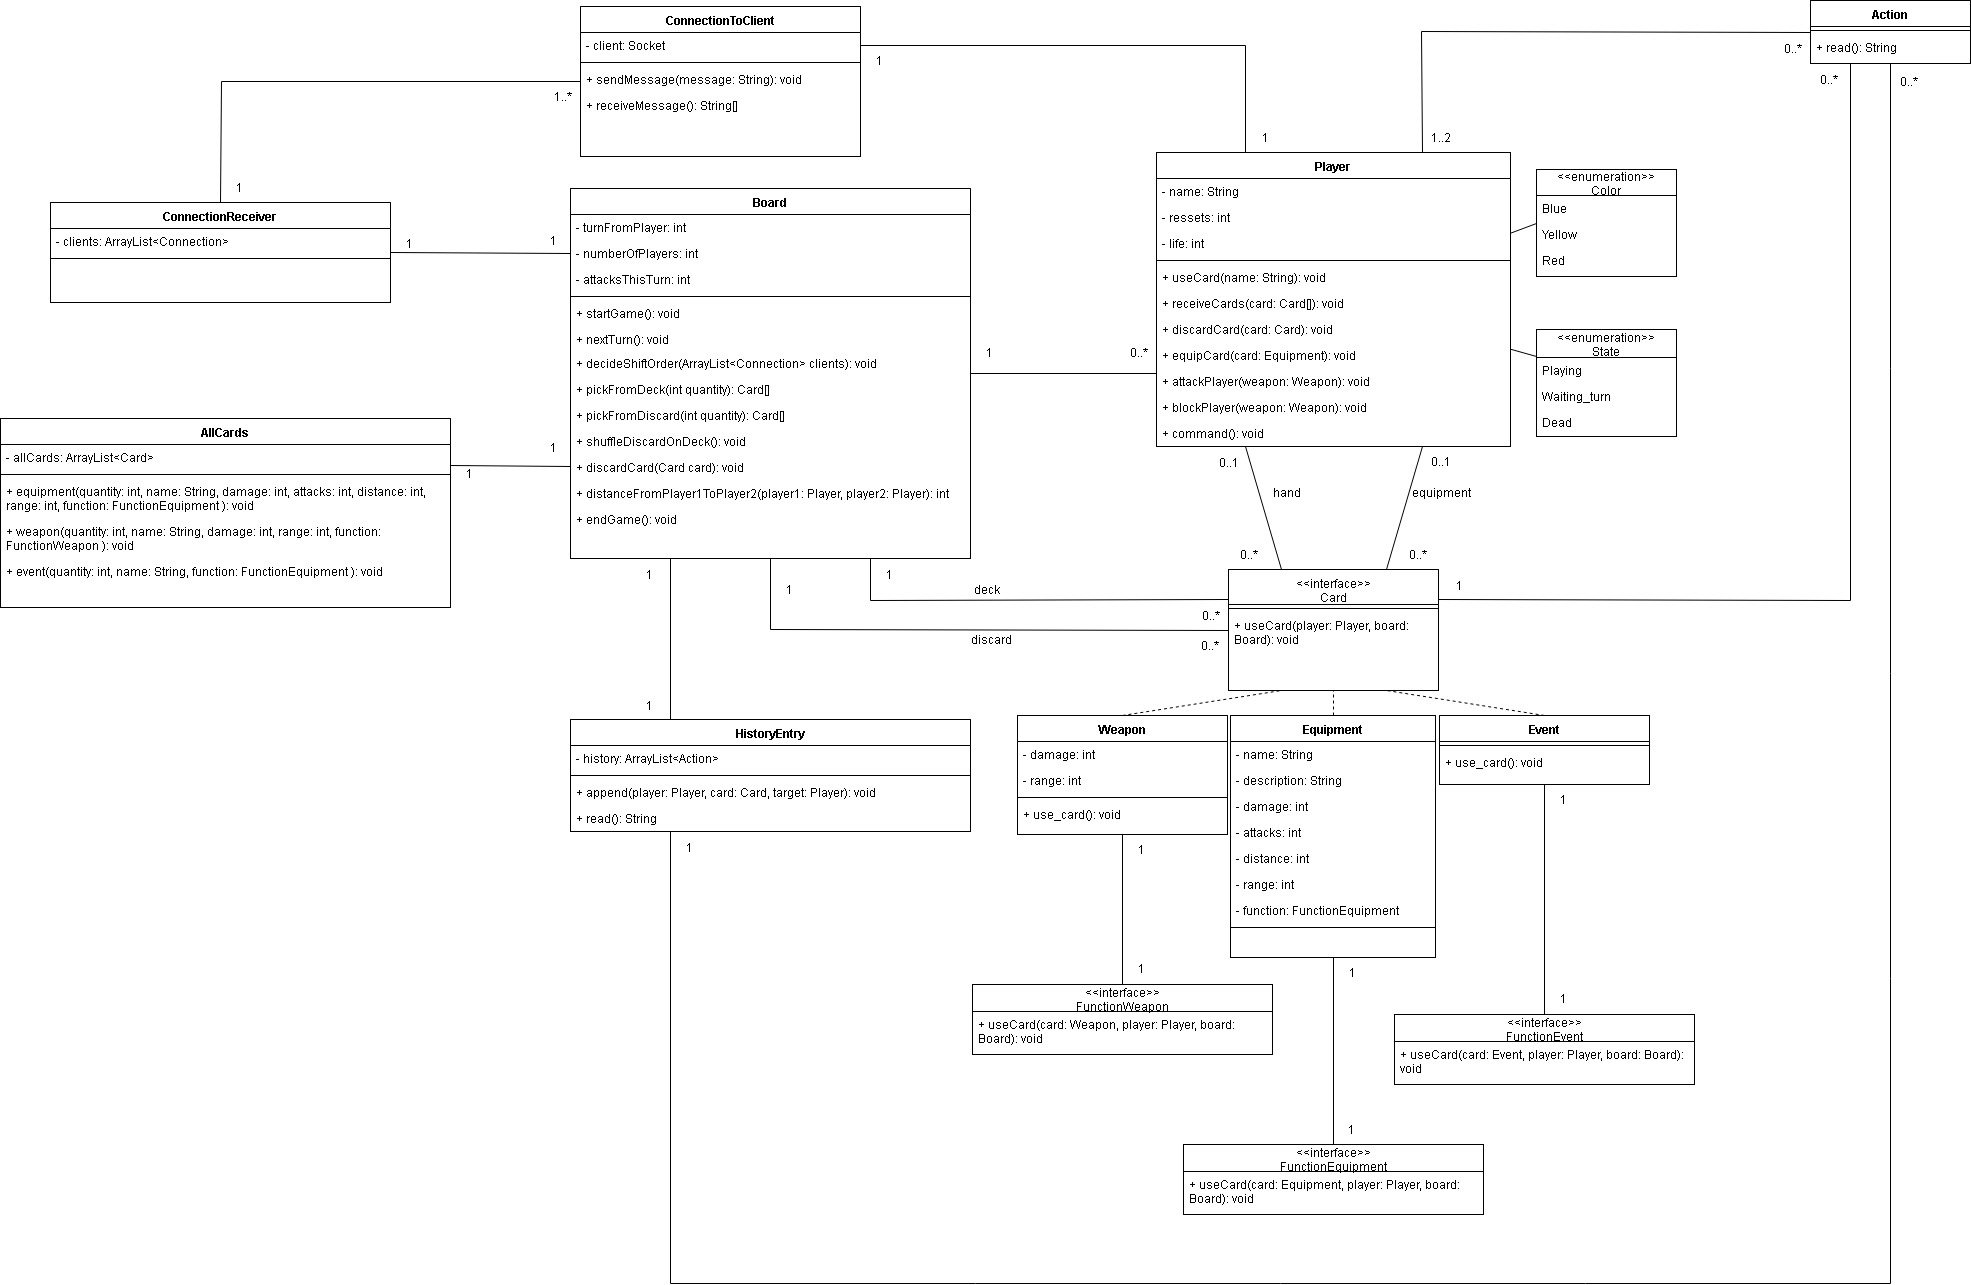 ConnectionToClient
- client: Socket
+ sendMessage(message: String): void
+ receiveMessage(): String[]
1
1..*
Action
+ read(): String
0..*
0..*
0..*
1
1..2
1
ConnectionReceiver
- clients: ArrayList<Connection>
1
1
Board
- turnFromPlayer: int
- numberOfPlayers: int
- attacksThisTurn: int
+ startGame(): void
+ nextTurn(): void
+ decideShiftOrder(ArrayList<Connection> clients): void
+ pickFromDeck(int quantity): Card[]
+ pickFromDiscard(int quantity): Card[]
+ shuffleDiscardOnDeck(): void
+ discardCard(Card card): void
+ distanceFromPlayer1ToPlayer2(player1: Player, player2: Player): int
+ endGame(): void
1
0..*
Player
- name: String
- ressets: int
- life: int
+ useCard(name: String): void
+ receiveCards(card: Card[]): void
+ discardCard(card: Card): void
+ equipCard(card: Equipment): void
+ attackPlayer(weapon: Weapon): void
+ blockPlayer(weapon: Weapon): void
+ command(): void
<<enumeration>>
Color
Blue
Yellow
Red
<<enumeration>>
State
Playing
Waiting_turn
Dead
AllCards
- allCards: ArrayList<Card>
+ equipment(quantity: int, name: String, damage: int, attacks: int, distance: int,
range: int, function: FunctionEquipment ): void
+ weapon(quantity: int, name: String, damage: int, range: int, function:
FunctionWeapon ): void
+ event(quantity: int, name: String, function: FunctionEquipment ): void
1
1
0..1
0..1
hand
equipment
0..*
0..*
1
1
1
deck
discard
0..*
0..*
<<interface>>
Card
+ useCard(player: Player, board:
Board): void
1
1
HistoryEntry
- history: ArrayList<Action>
+ append(player: Player, card: Card, target: Player): void
+ read(): String
1
Weapon
- damage: int
- range: int
+ use_card(): void
1
Equipment
- name: String
- description: String
- damage: int
- attacks: int
- distance: int
- range: int
- function: FunctionEquipment
1
Event
+ use_card(): void
1
1
<<interface>>
FunctionWeapon
+ useCard(card: Weapon, player: Player, board:
Board): void
1
<<interface>>
FunctionEvent
+ useCard(card: Event, player: Player, board: Board):
void
1
<<interface>>
FunctionEquipment
+ useCard(card: Equipment, player: Player, board:
Board): void